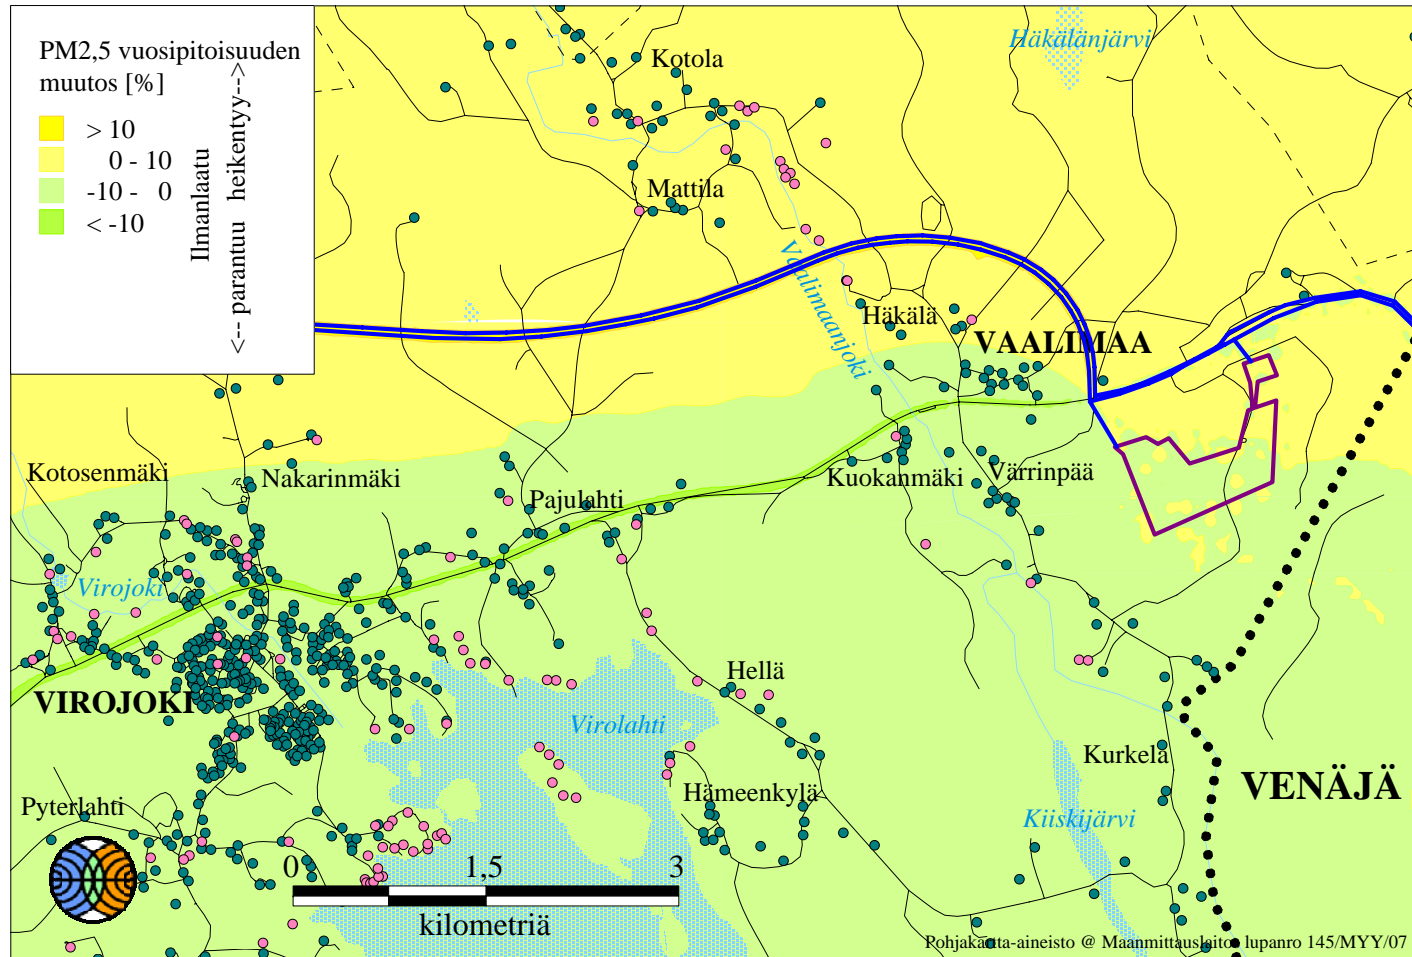 PM2,5 vuosipitoisuuden
muutos [%]
> 10
0 - 10
-10 - 0
< -10
Ilmanlaatu
<-- parantuu heikentyy-->
Kotola
Häkälänjärvi
Mattila
Vaalimaanjoki
Häkälä
VAALIMAA
Kotosenmäki
Nakarinmäki
Pajulahti
Kuokanmäki
Värrinpää
Virojoki
VIROJOKI
Hellä
Virolahti
Kurkela
VENÄJÄ
Hämeenkylä
Pyterlahti
Kiiskijärvi
0 1,5 3
kilometriä
Pohjakartta-aineisto @ Maanmittauslaitos lupanro 145/MYY/07